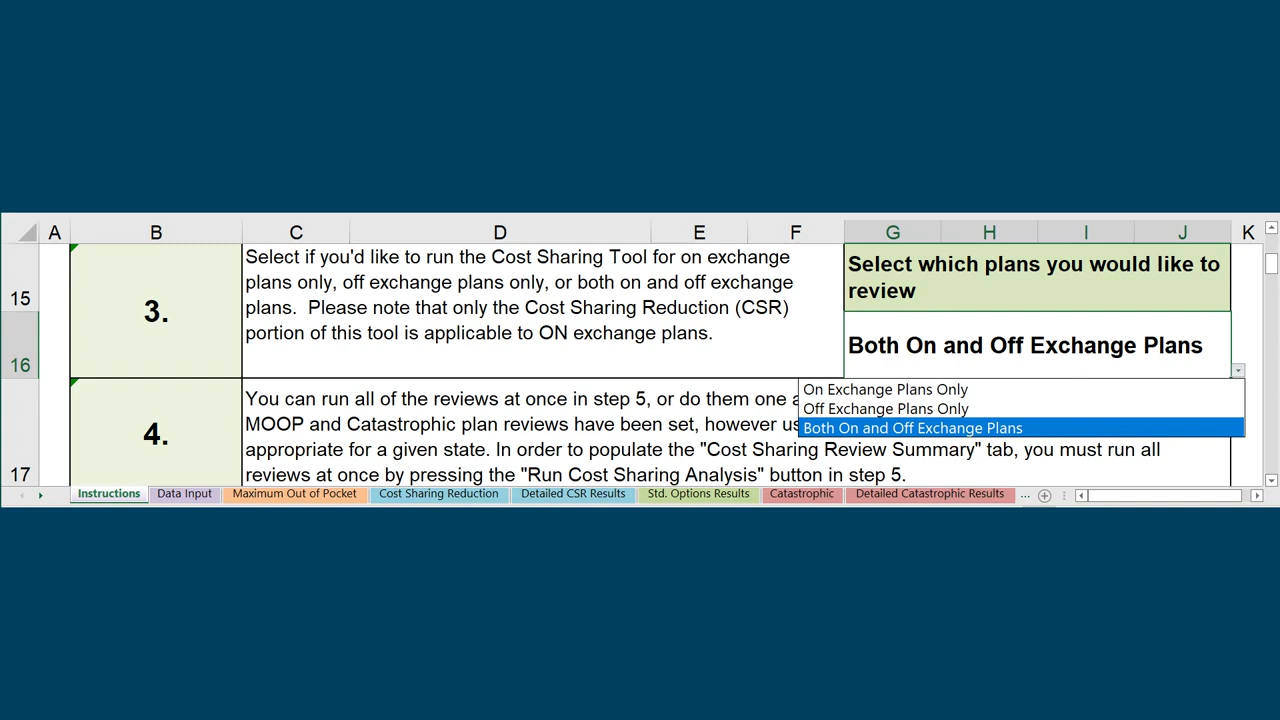 A B C D E F G H I J K
15
3.
Select if you'd like to run the Cost Sharing Tool for on exchange
plans only, off exchange plans only, or both on and off exchange
plans.  Please note that only the Cost Sharing Reduction (CSR)
portion of this tool is applicable to ON exchange plans.
Select which plans you would like to
review
16
Both On and Off Exchange Plans
On Exchange Plans Only
Off Exchange Plans Only
Both On and Off Exchange Plans
17
4.
You can run all of the reviews at once in step 5, or do them one a
MOOP and Catastrophic plan reviews have been set, however us
appropriate for a given state. In order to populate the "Cost Sharing Review Summary" tab, you must run all
reviews at once by pressing the "Run Cost Sharing Analysis" button in step 5.
Instructions Data Input Maximum Out of Pocket Cost Sharing Reduction Detailed CSR Results Std. Options Results Catastrophic Detailed Catastrophic Results ...